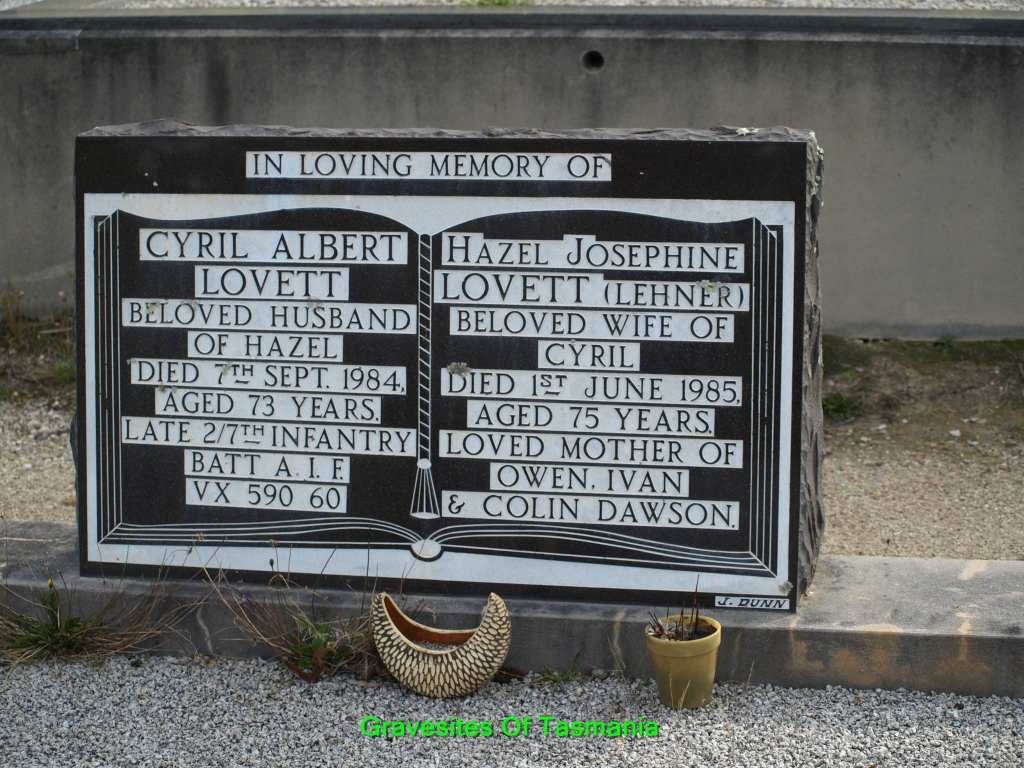 IN LOVING MEMORY OF
CYRIL ALBERT
LOVETT
BELOVED HUSBAND
OF HAZEL
DIED 7TH SEPT. 1984,
AGED 73 YEARS,
LATE 2/7TH INFANTRY
BATT A.I.F.
VX 590 60
HAZEL JOSEPHINE
LOVETT (LEHNER)
BELOVED WIFE OF
CYRIL
DIED 1ST JUNE 1985,
AGED 75 YEARS.
LOVED MOTHER OF
OWEN, IVAN
& COLIN DAWSON.
J. DUNN
Gravesites Of Tasmania